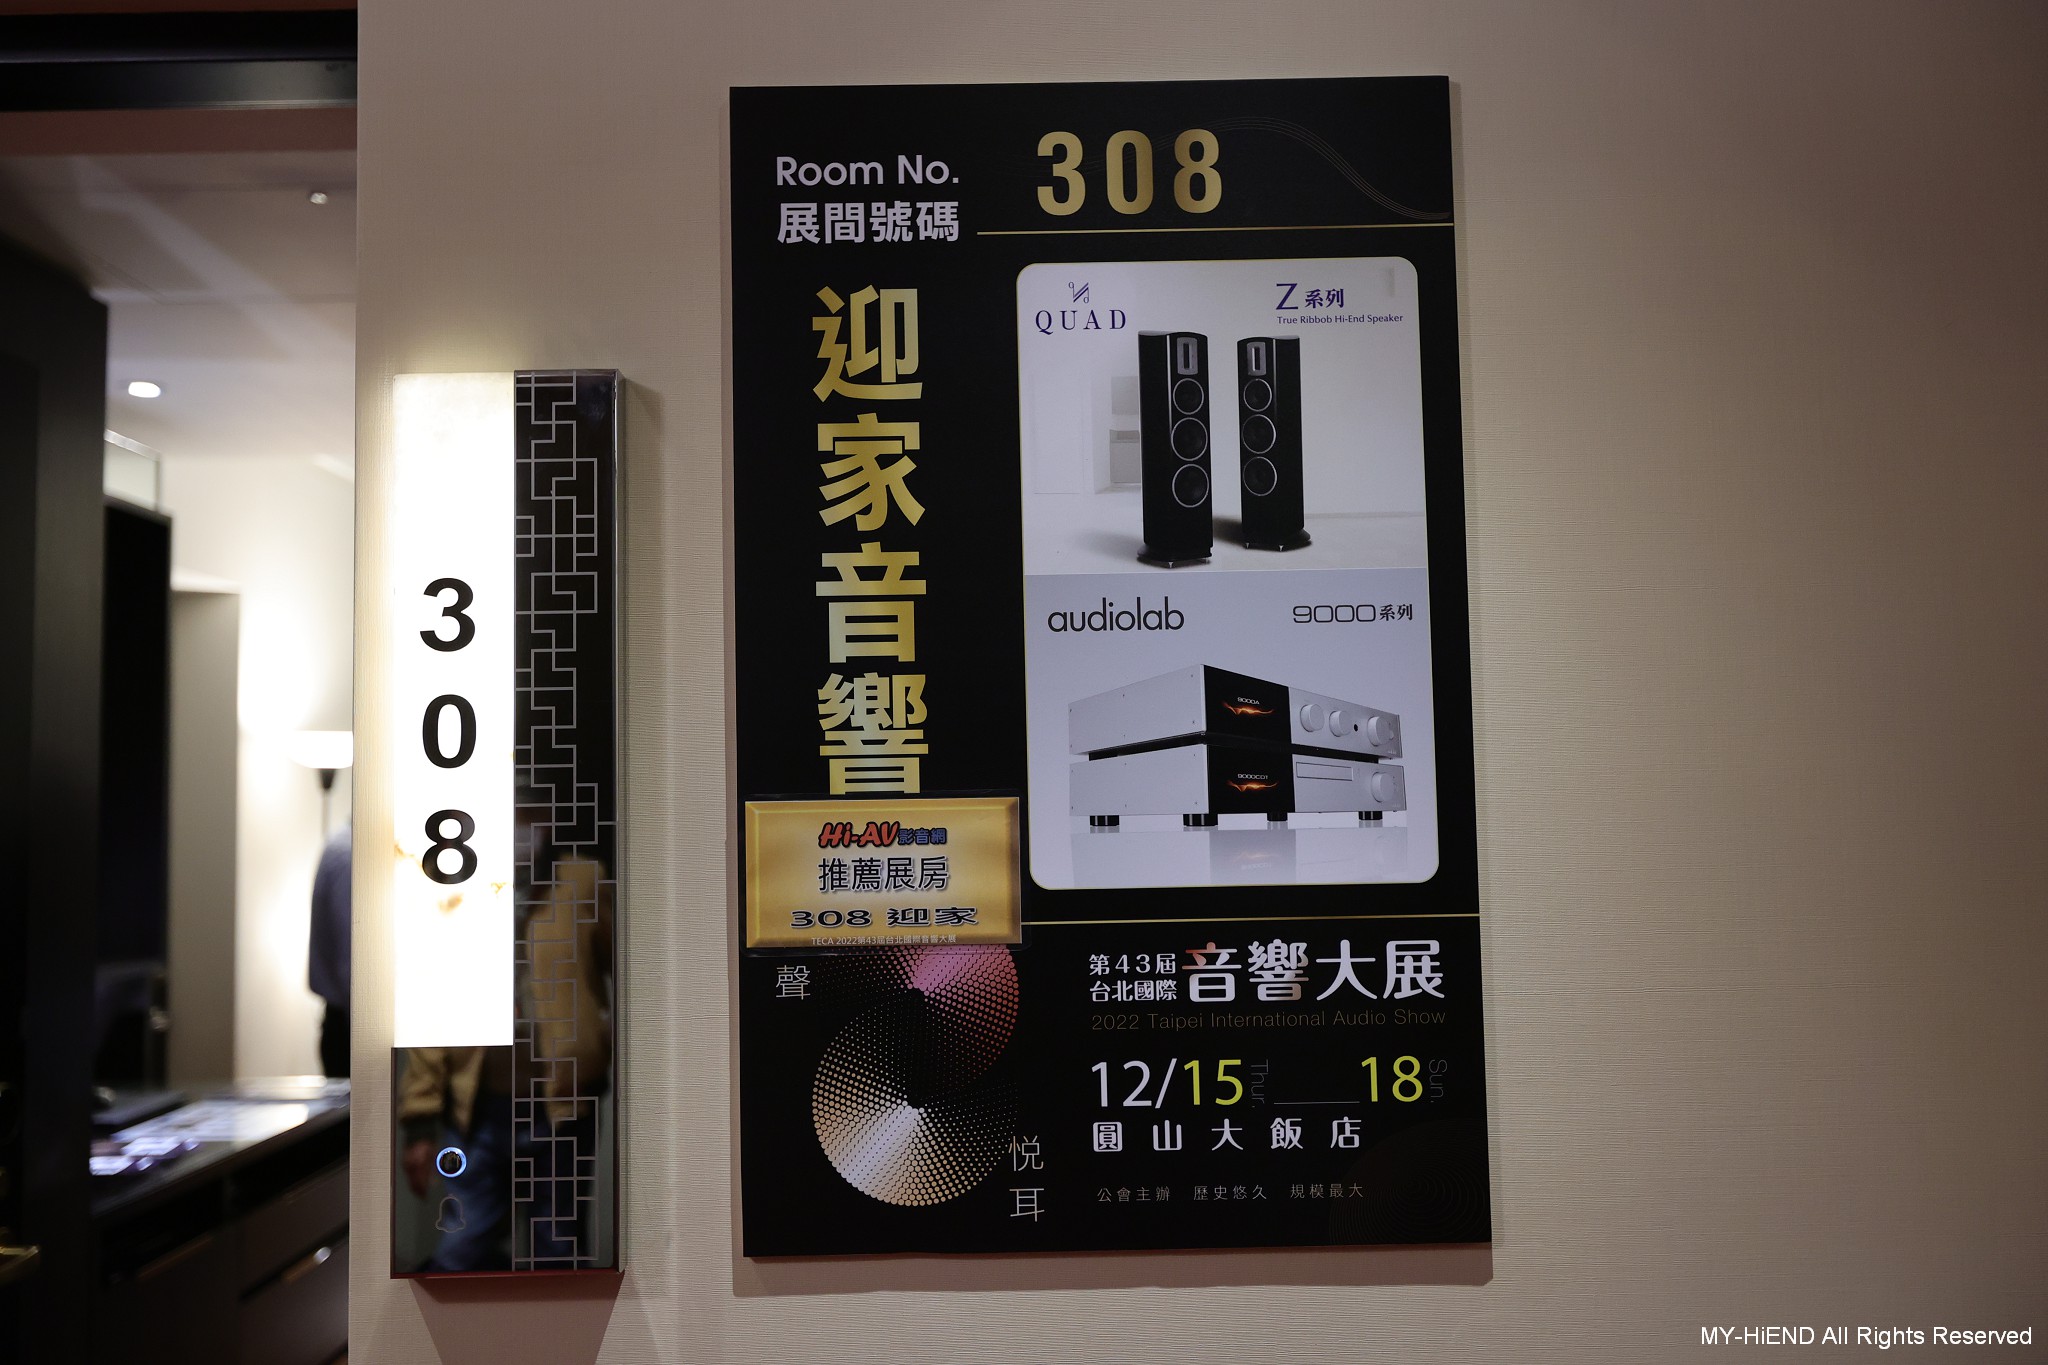 308
Room No.
展間號碼
308
迎家音響
QUAD
Z系列
True Ribbob Hi-End Speaker
audiolab
9000系列
9000A
9000CDT
Hi-AV影音網
推薦展房
308 迎家
TECA 2022第43屆台北國際音響大展
聲
悅耳
第43屆
台北國際
音響大展
2022 Taipei International Audio Show
12/15 Thur. 18 Sun.
圓山大飯店
公會主辦 歷史悠久 規模最大
MY-HiEND All Rights Reserved